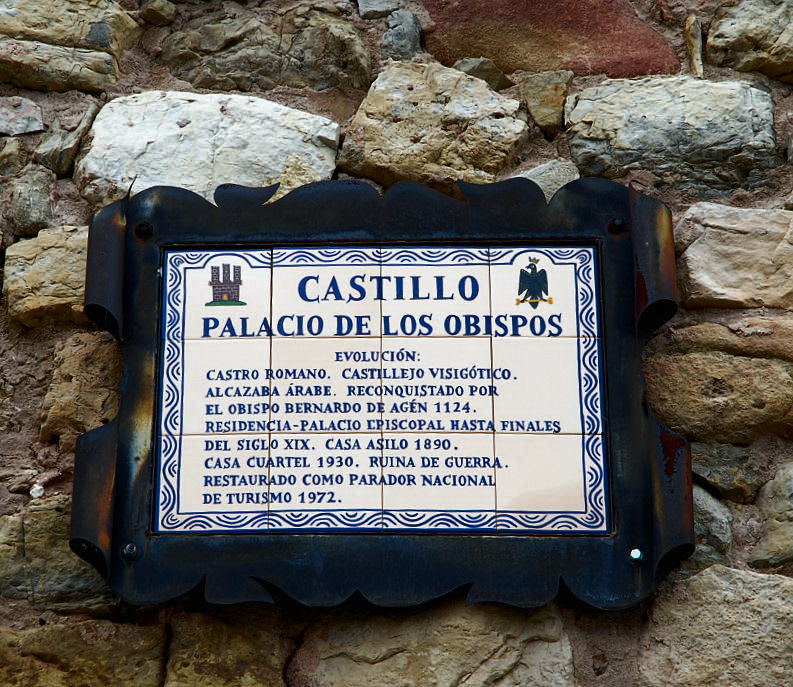 CASTILLO
PALACIO DE LOS OBISPOS
EVOLUCIÓN:
CASTRO ROMANO. CASTILLEJO VISIGÓTICO.
ALCAZABA ÁRABE. RECONQUISTADO POR
EL OBISPO BERNARDO DE AGÉN 1124.
RESIDENCIA-PALACIO EPISCOPAL HASTA FINALES
DEL SIGLO XIX. CASA ASILO 1890.
CASA CUARTEL 1930. RUINA DE GUERRA.
RESTAURADO COMO PARADOR NACIONAL
DE TURISMO 1972.